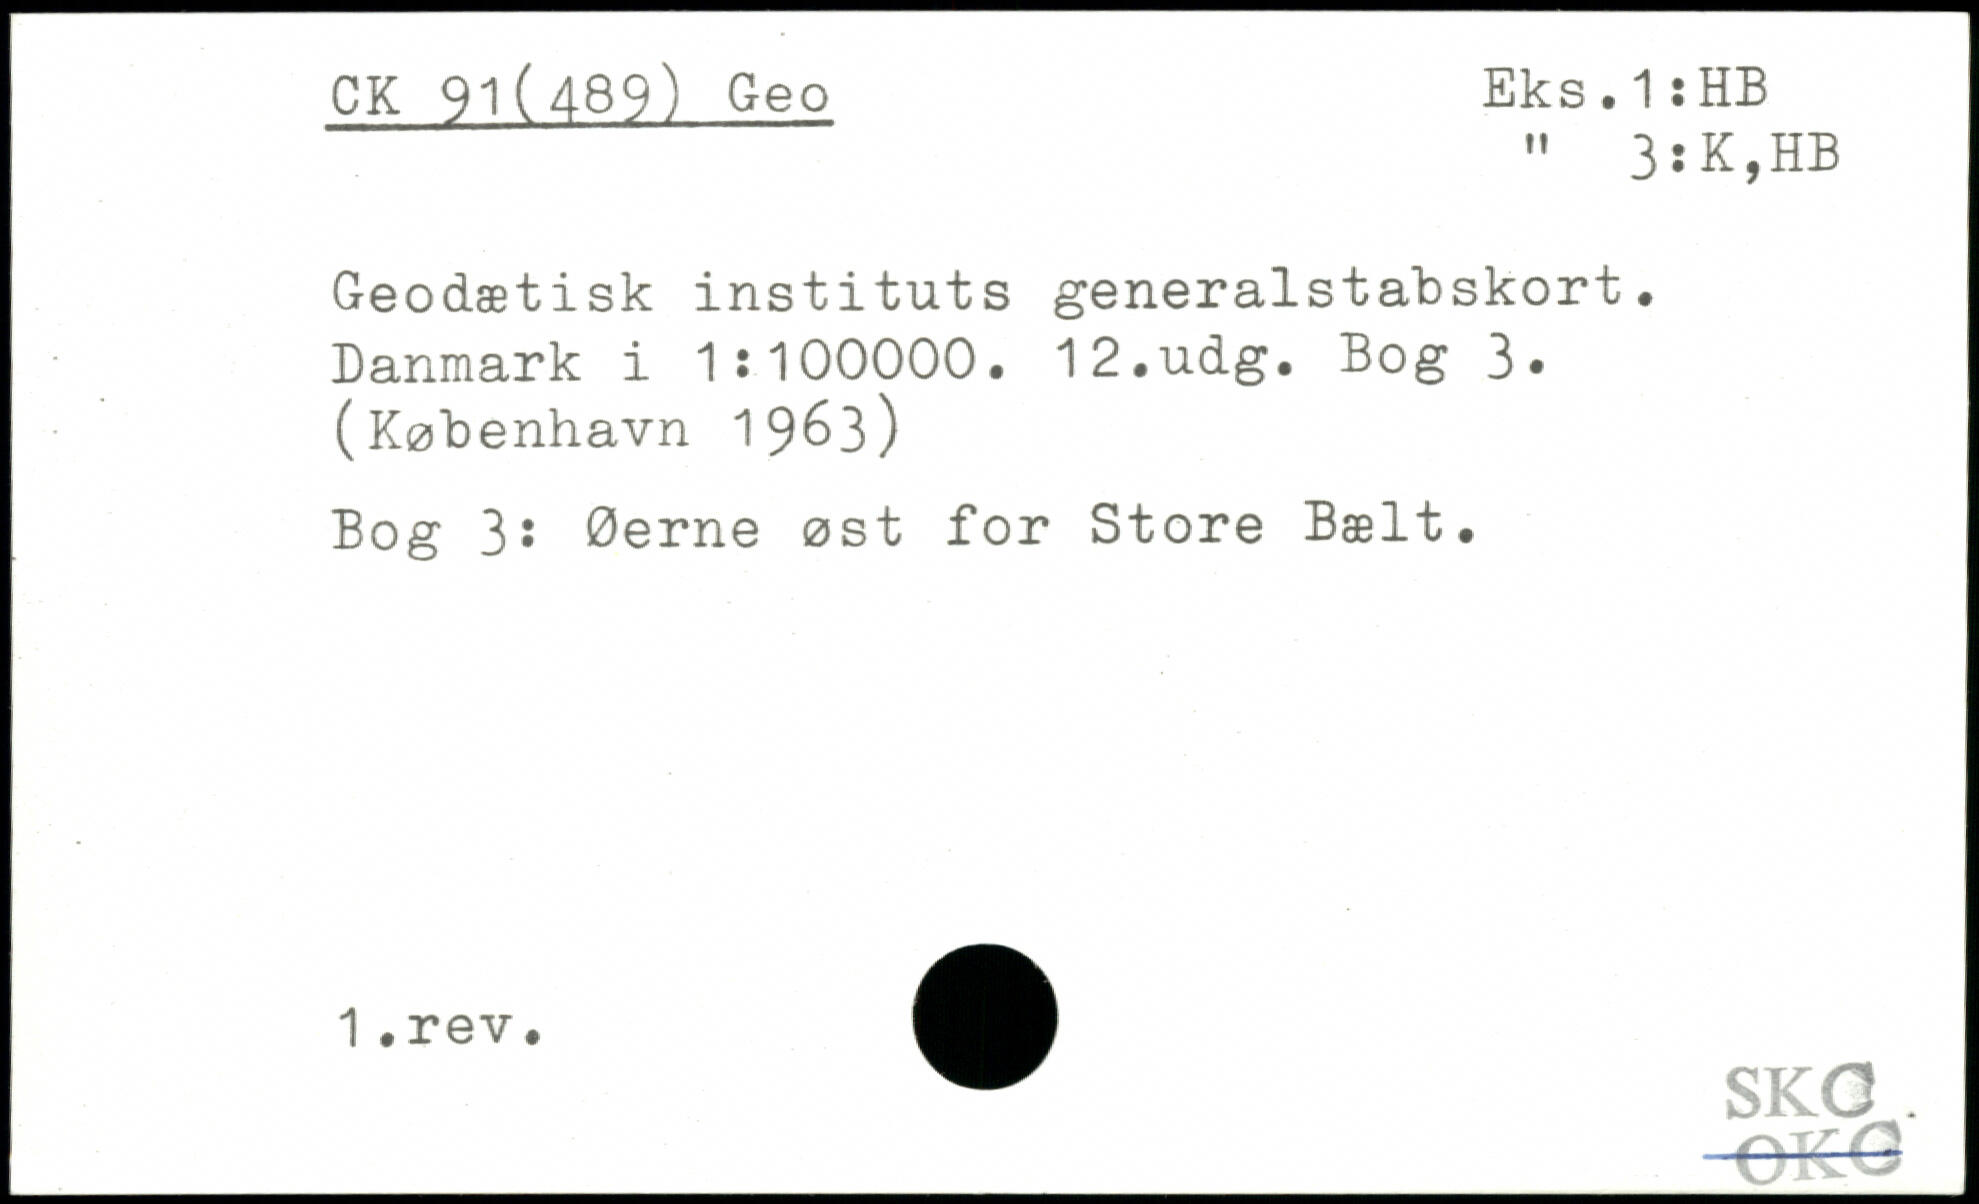 CK 91(489) Geo
Eks.1:HB
" 3:K,HB
Geodætisk instituts generalstabskort.
Danmark i 1:100000. 12.udg. Bog 3.
(København 1963)
Bog 3: Øerne øst for Store Bælt.
1.rev.
SKC
OKC